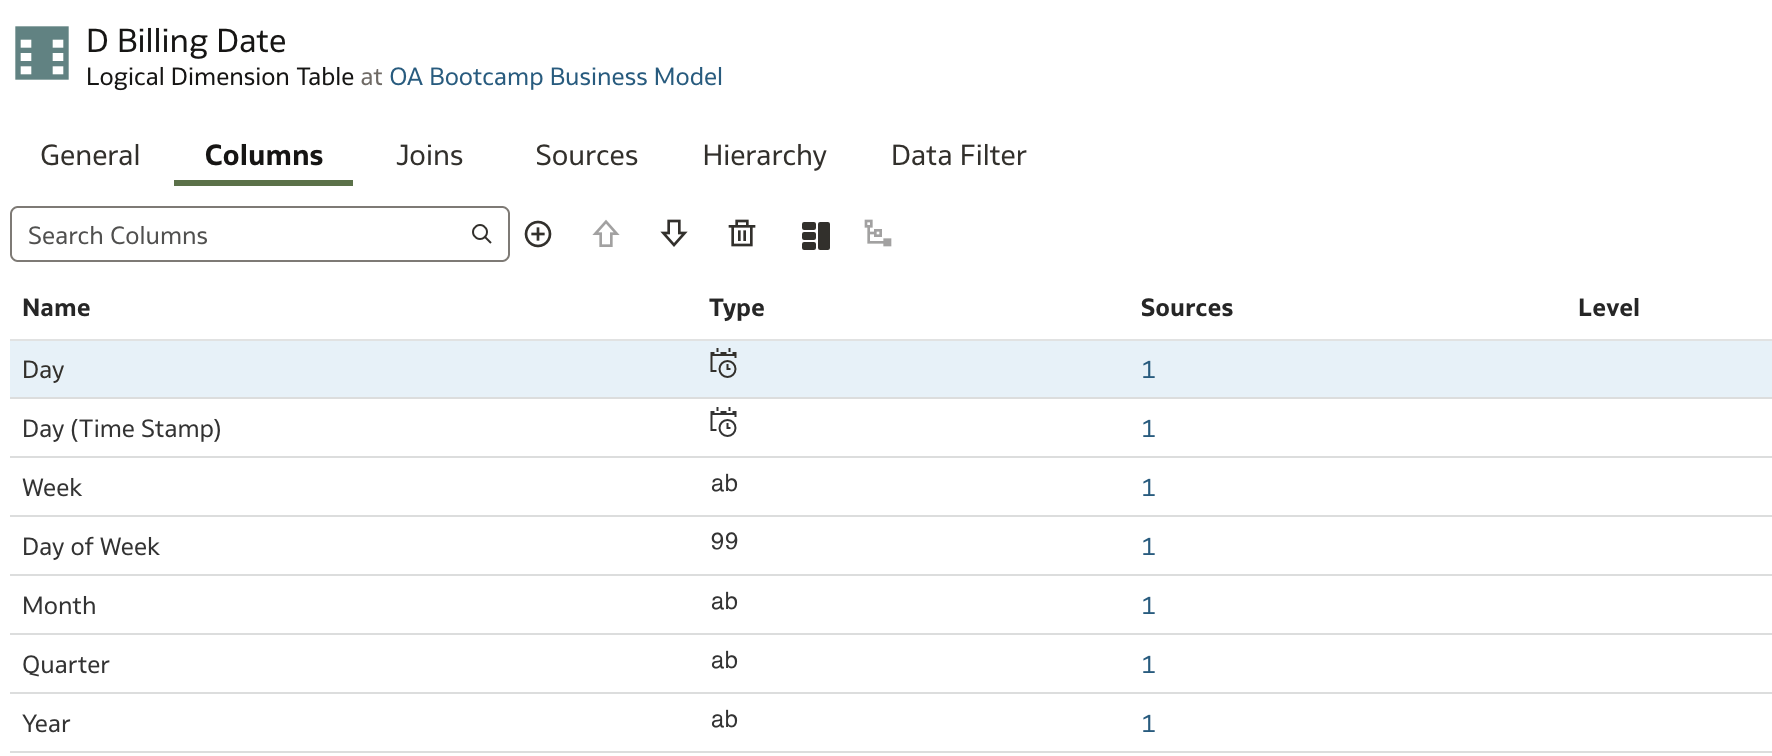 D Billing Date
Logical Dimension Table at OA Bootcamp Business Model
General Columns Joins Sources Hierarchy Data Filter
Search Columns
Name Type Sources Level
Day 1
Day (Time Stamp) 1
Week ab 1
Day of Week 99 1
Month ab 1
Quarter ab 1
Year ab 1